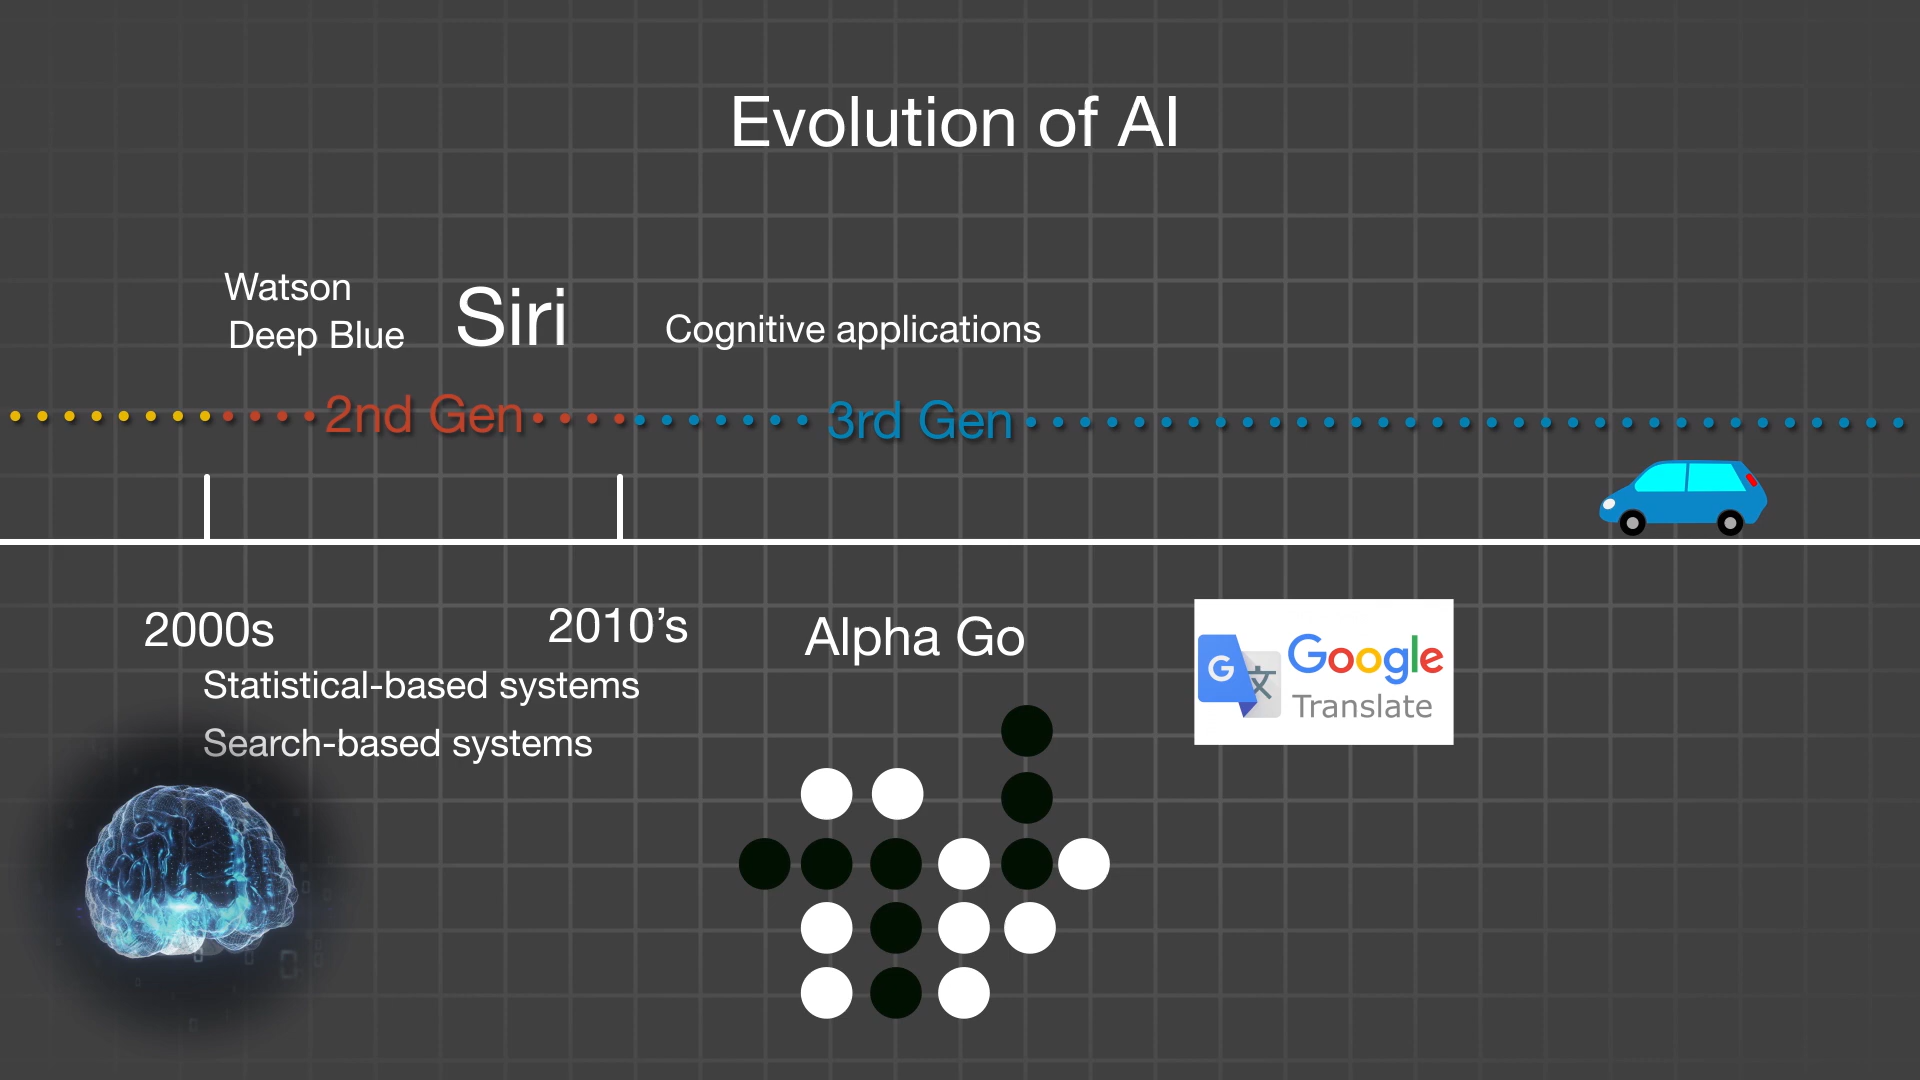 Evolution of AI
Watson
Deep Blue
Siri
Cognitive applications
2nd Gen
3rd Gen
2000s
2010’s
Statistical-based systems
Search-based systems
Alpha Go
G 文
Google
Translate